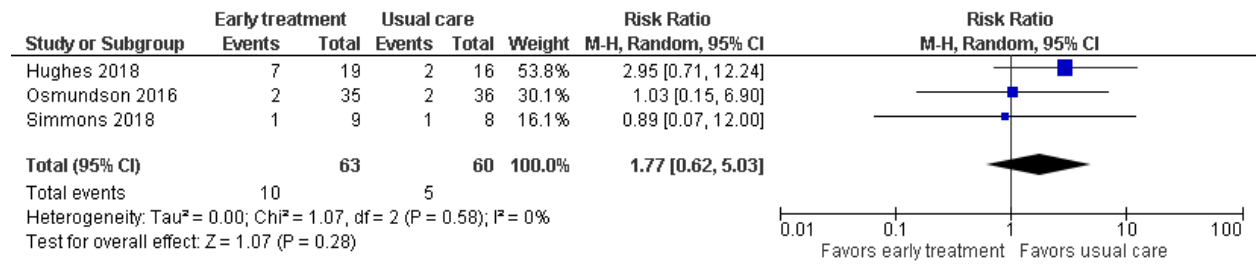 Early treatment Usual care Risk Ratio Risk Ratio
Study or Subgroup Events Total Events Total Weight M-H, Random, 95% CI M-H, Random, 95% CI
Hughes 2018 7 19 2 16 53.8% 2.95 [0.71, 12.24]
Osmundson 2016 2 35 2 36 30.1% 1.03 [0.15, 6.90]
Simmons 2018 1 9 1 8 16.1% 0.89 [0.07, 12.00]
Total (95% CI) 63 60 100.0% 1.77 [0.62, 5.03]
Total events 10 5
Heterogeneity: Tau² = 0.00; Chi² = 1.07, df = 2 (P = 0.58); I² = 0%
Test for overall effect: Z = 1.07 (P = 0.28)
0.01 0.1 1 10 100
Favors early treatment Favors usual care